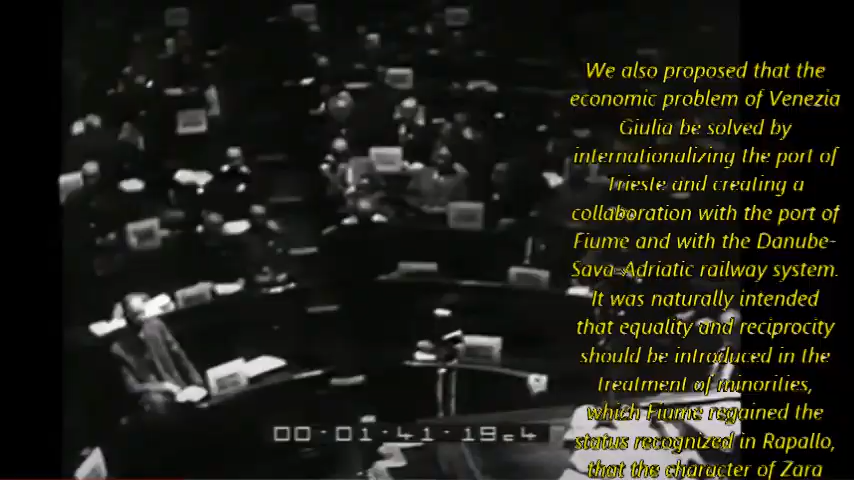 We also proposed that the
economic problem of Venezia
Giulia be solved by
internationalizing the port of
Trieste and creating a
collaboration with the port of
Fiume and with the Danube-
Sava-Adriatic railway system.
It was naturally intended
that equality and reciprocity
should be introduced in the
treatment of minorities,
which Fiume regained the
status recognized in Rapallo,
that the character of Zara
00·01·41·19